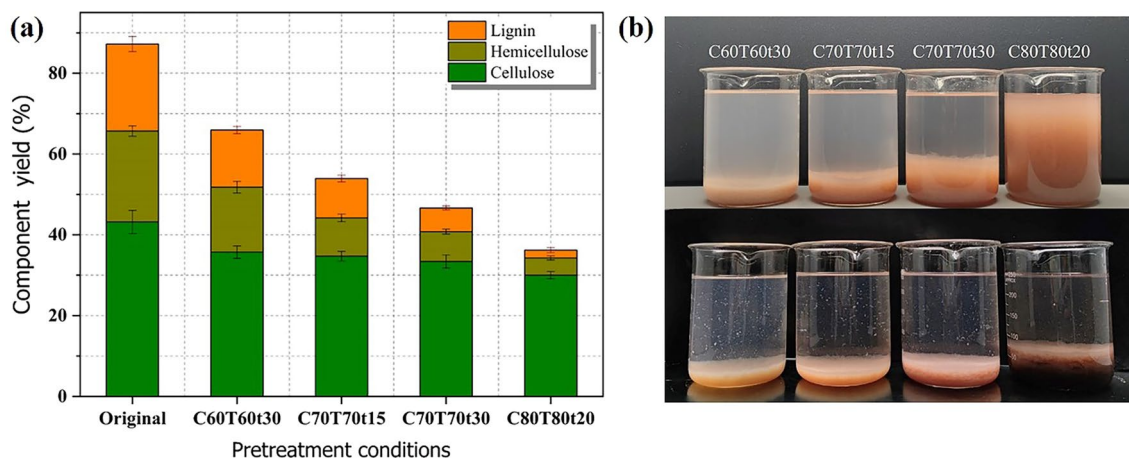 (a)
Lignin
Hemicellulose
Cellulose
Component yield (%)
80
60
40
20
0
Original C60T60t30 C70T70t15 C70T70t30 C80T80t20
Pretreatment conditions
(b)
C60T60t30 C70T70t15 C70T70t30 C80T80t20